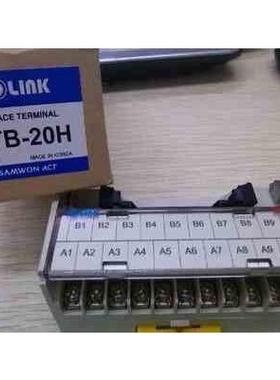 LINK
ACE TERMINAL
TB-20H
MADE IN KOREA
SAMWON ACT
B1 B2 B3 B4 B5 B6 B7 B8 B9
A1 A2 A3 A4 A5 A6 A7 A8 A9